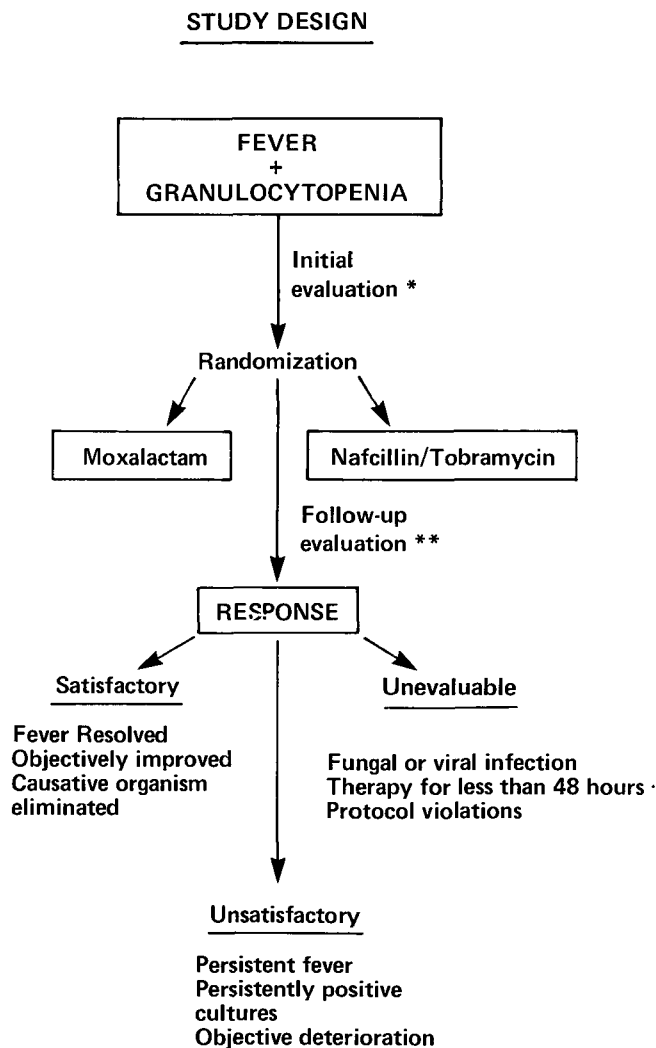 STUDY DESIGN
FEVER
+
GRANULOCYTOPENIA
Initial
evaluation *
Randomization
Moxalactam
Nafcillin/Tobramycin
Follow-up
evaluation **
RESPONSE
Satisfactory
Fever Resolved
Objectively improved
Causative organism
eliminated
Unevaluable
Fungal or viral infection
Therapy for less than 48 hours
Protocol violations
Unsatisfactory
Persistent fever
Persistently positive
cultures
Objective deterioration